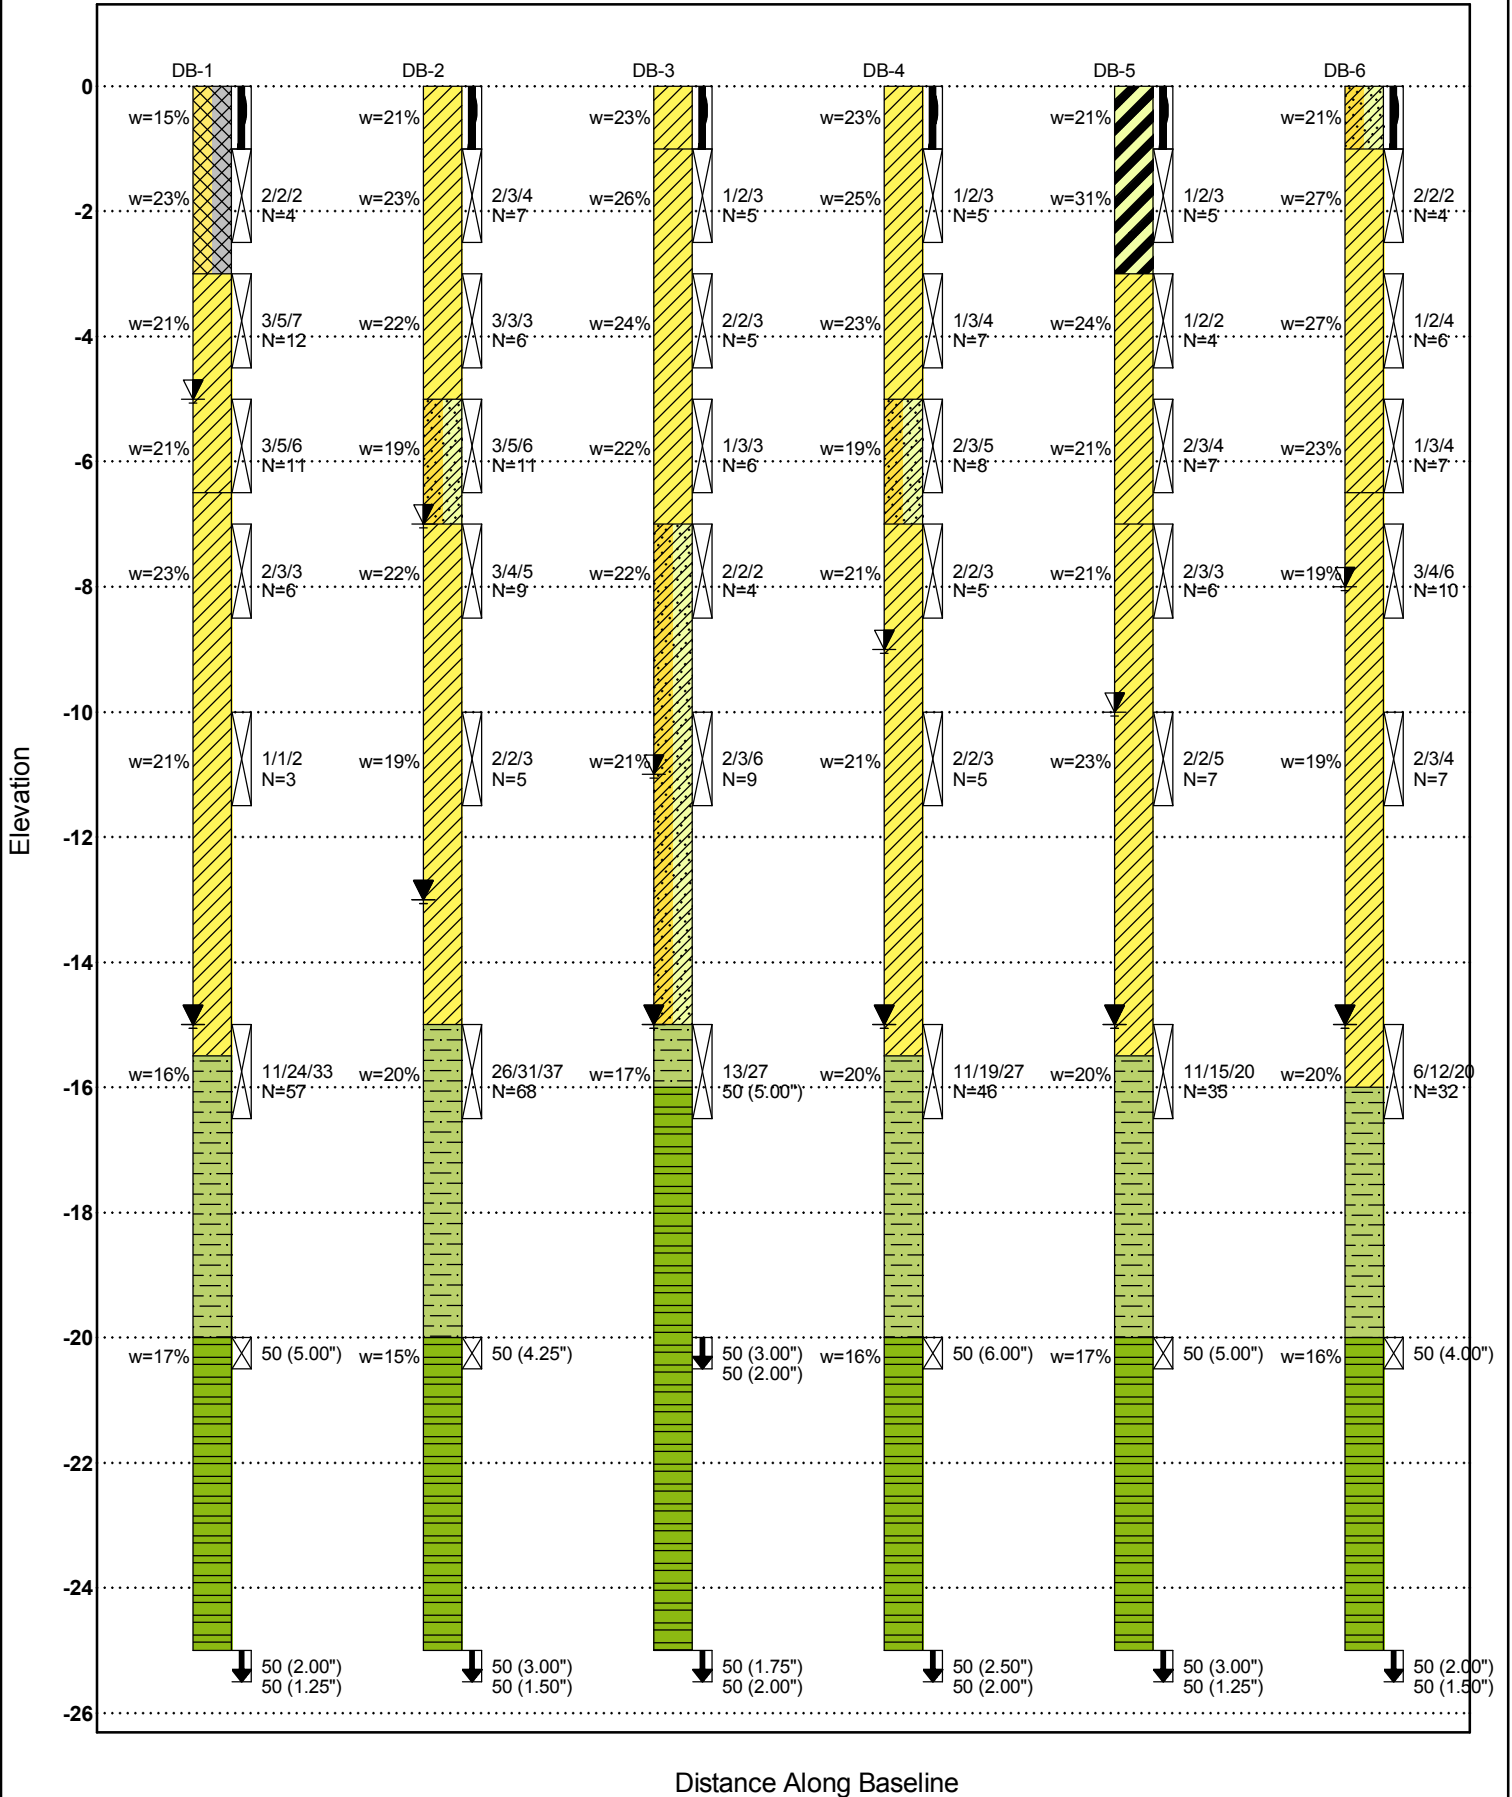 DB-1 DB-2 DB-3 DB-4 DB-5 DB-6
0
w=15% w=21% w=23% w=23% w=21% w=21%
w=23% 2/2/2 w=23% 2/3/4 w=26% 1/2/3 w=25% 1/2/3 w=31% 1/2/3 w=27% 2/2/2
-2 N=4 N=7 N=5 N=5 N=5 N=4
w=21% 3/5/7 w=22% 3/3/3 w=24% 2/2/3 w=23% 1/3/4 w=24% 1/2/2 w=27% 1/2/4
-4 N=12 N=6 N=5 N=7 N=4 N=6
w=21% 3/5/6 w=19% 3/5/6 w=22% 1/3/3 w=19% 2/3/5 w=21% 2/3/4 w=23% 1/3/4
-6 N=11 N=11 N=6 N=8 N=7 N=7
w=23% 2/3/3 w=22% 3/4/5 w=22% 2/2/2 w=21% 2/2/3 w=21% 2/3/3 w=19% 3/4/6
-8 N=6 N=9 N=4 N=5 N=6 N=10
-10
w=21% 1/1/2 w=19% 2/2/3 w=21% 2/3/6 w=21% 2/2/3 w=23% 2/2/5 w=19% 2/3/4
N=3 N=5 N=9 N=5 N=7 N=7
Elevation
-12
-14
w=16% 11/24/33 w=20% 26/31/37 w=17% 13/27 w=20% 11/19/27 w=20% 11/15/20 w=20% 6/12/20
-16 N=57 N=68 50 (5.00") N=46 N=35 N=32
-18
-20
w=17% 50 (5.00") w=15% 50 (4.25") 50 (3.00") w=16% 50 (6.00") w=17% 50 (5.00") w=16% 50 (4.00")
50 (2.00")
-22
-24
50 (2.00") 50 (3.00") 50 (1.75") 50 (2.50") 50 (3.00") 50 (2.00")
50 (1.25") 50 (1.50") 50 (2.00") 50 (2.00") 50 (1.25") 50 (1.50")
-26
Distance Along Baseline